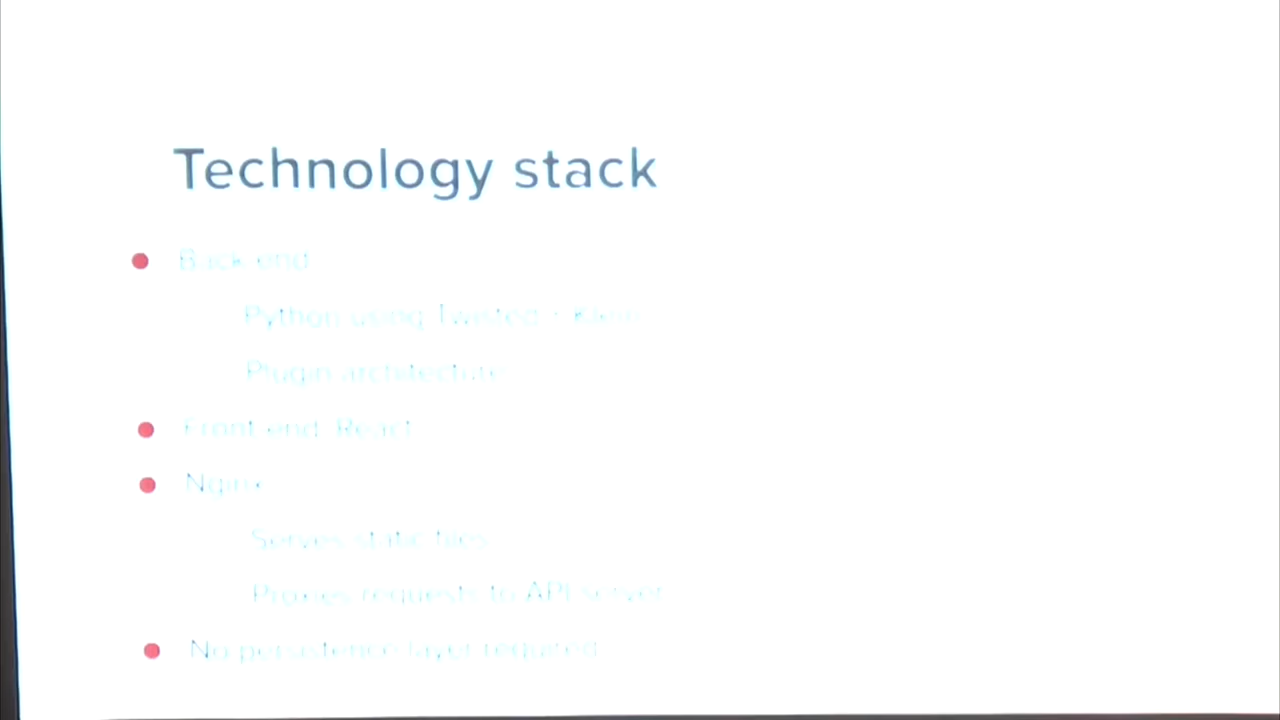 Technology stack
Back end
Python using Twisted + Klein
Plugin architecture
Front end: React
Nginx
Serves static files
Proxies requests to API server
No persistence layer required